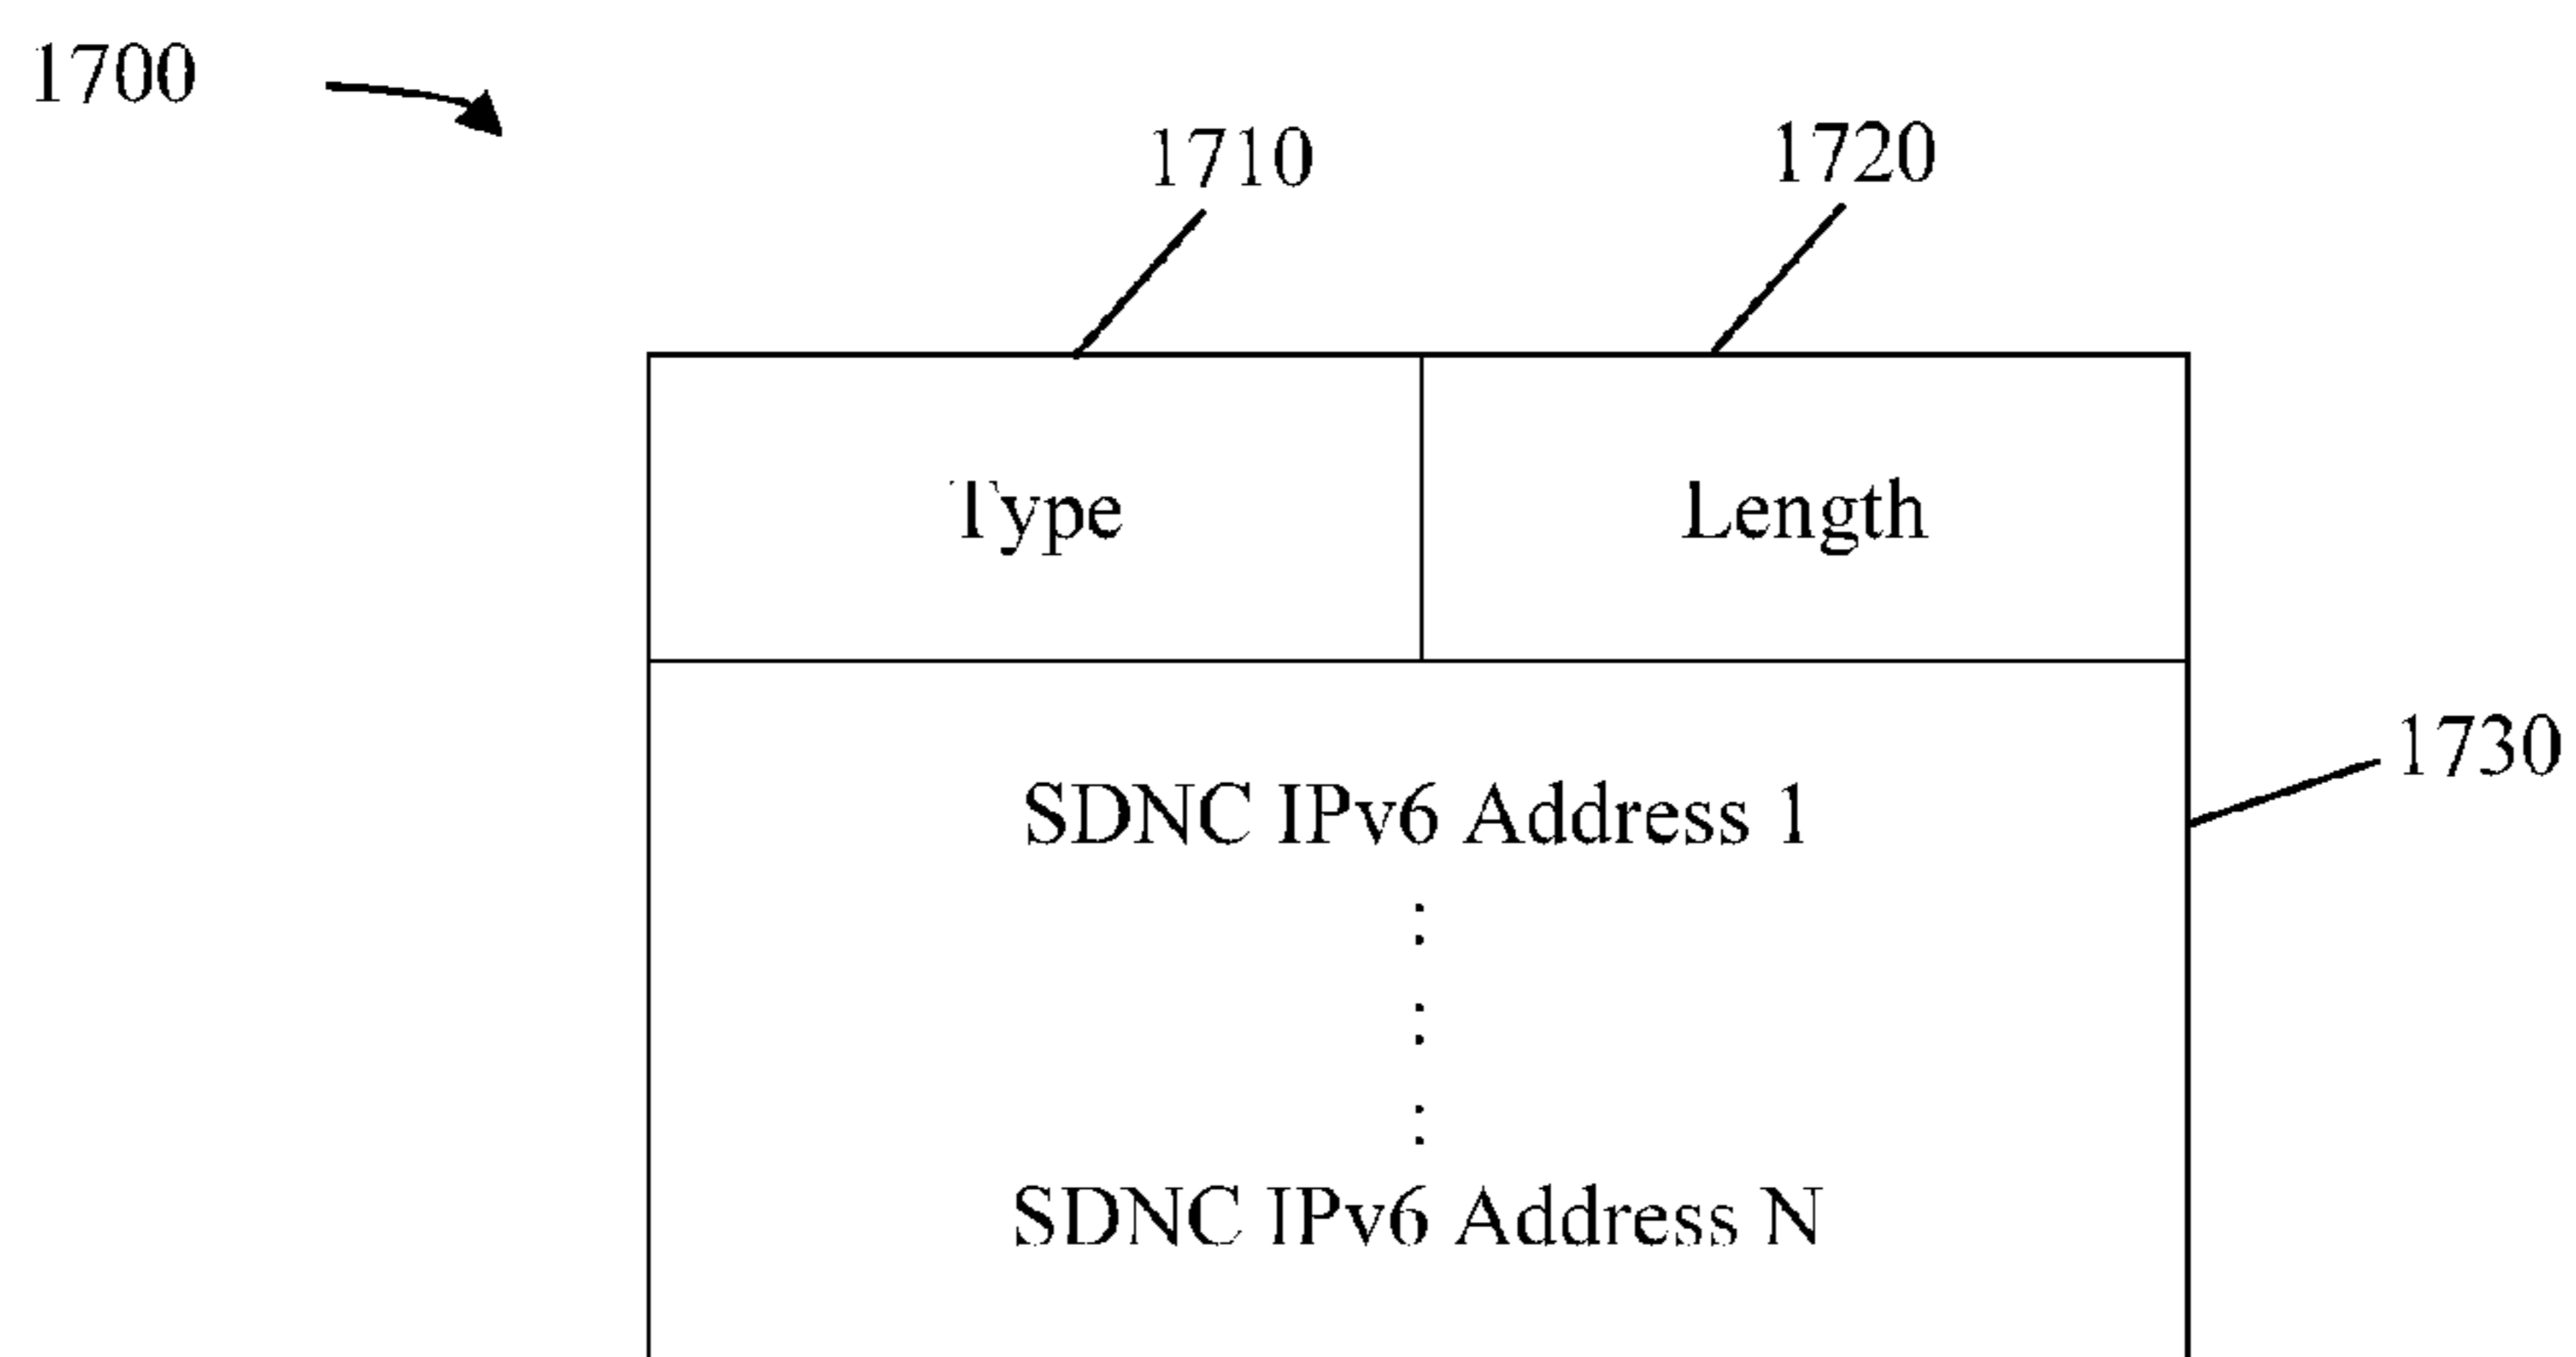 1700
1710
1720
Type
Length
SDNC IPv6 Address 1
1730
SDNC IPv6 Address N